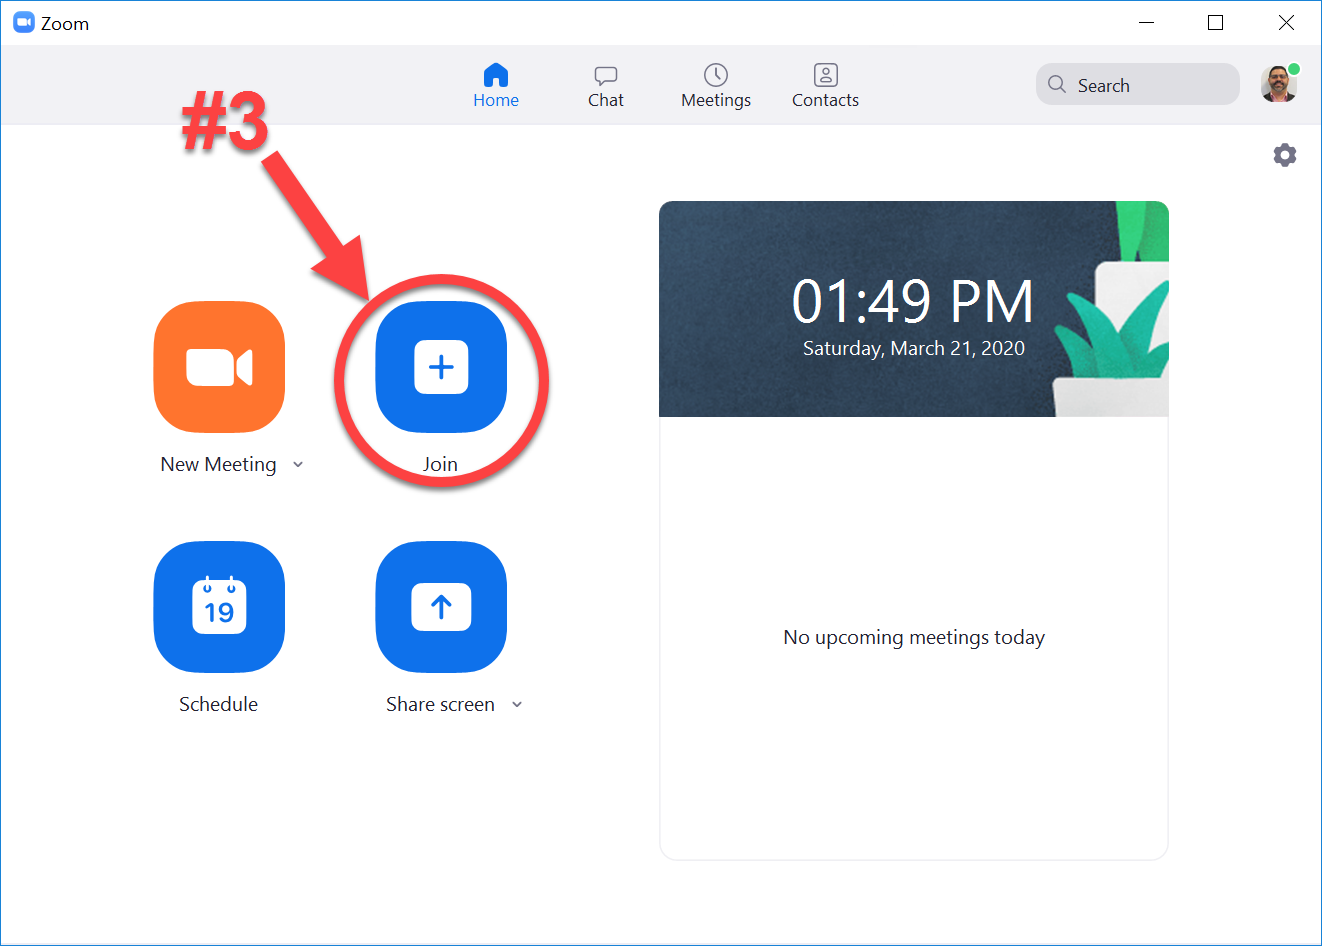 Zoom
Home
Chat
Meetings
Contacts
Search
#3
01:49 PM
Saturday, March 21, 2020
New Meeting
Join
19
Schedule
Share screen
No upcoming meetings today